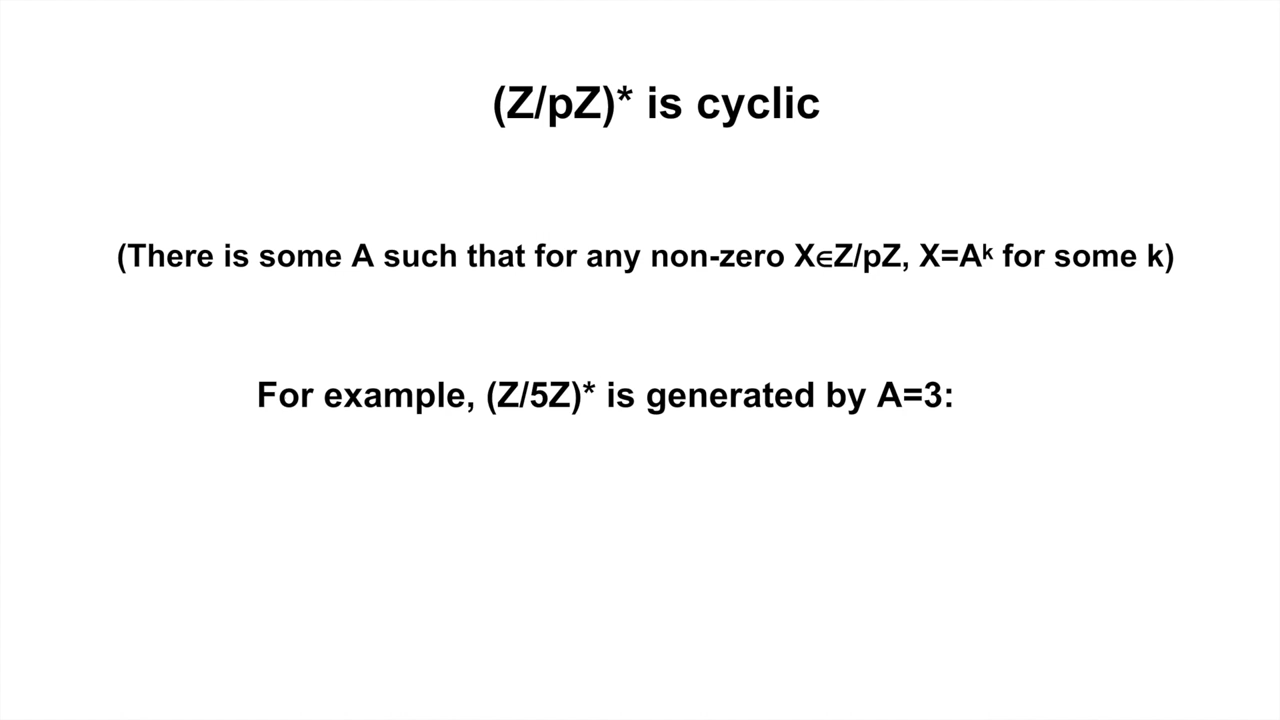 (Z/pZ)* is cyclic
(There is some A such that for any non-zero X∈Z/pZ, X=Aᵏ for some k)
For example, (Z/5Z)* is generated by A=3: